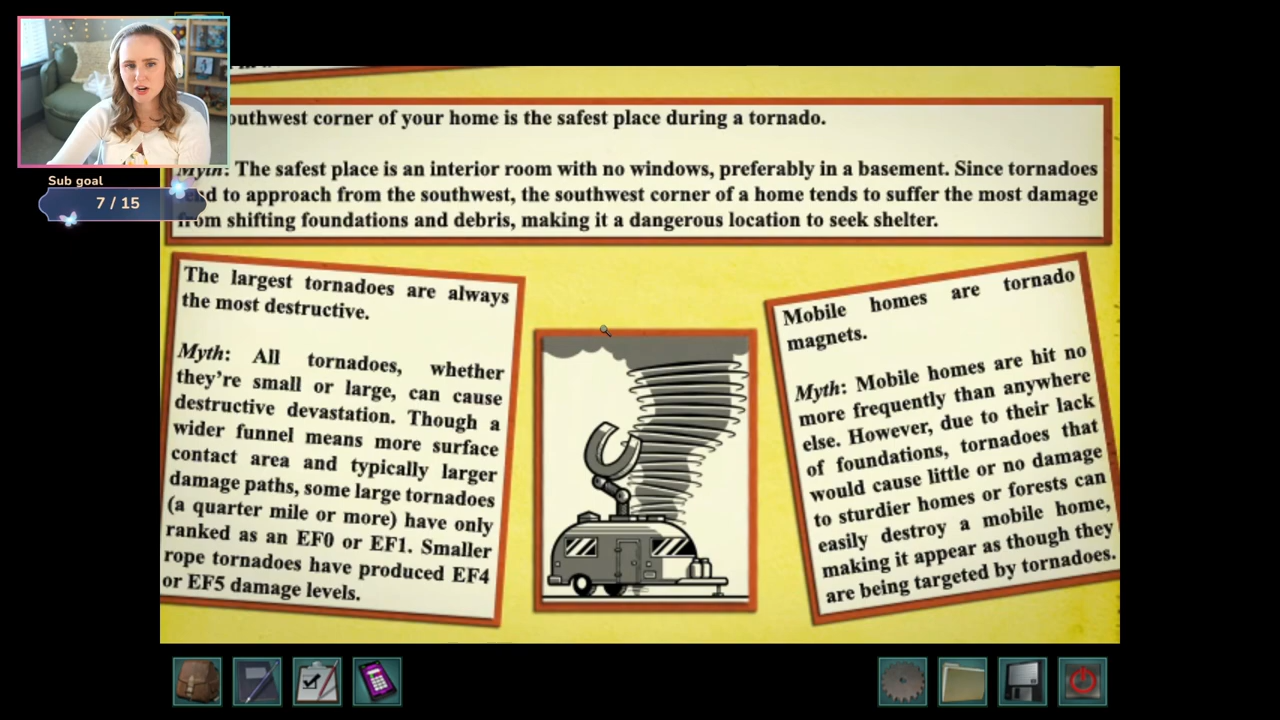 outhwest corner of your home is the safest place during a tornado.
Myth: The safest place is an interior room with no windows, preferably in a basement. Since tornadoes
to approach from the southwest, the southwest corner of a home tends to suffer the most damage
from shifting foundations and debris, making it a dangerous location to seek shelter.
Sub goal
7 / 15
The largest tornadoes are always
the most destructive.
Myth: All tornadoes, whether
they're small or large, can cause
destructive devastation. Though a
wider funnel means more surface
contact area and typically larger
damage paths, some large tornadoes
(a quarter mile or more) have only
ranked as an EF0 or EF1. Smaller
rope tornadoes have produced EF4
or EF5 damage levels.
Mobile homes are tornado
magnets.
Myth: Mobile homes are hit no
more frequently than anywhere
else. However, due to their lack
of foundations, tornadoes that
would cause little or no damage
to sturdier homes or forests can
easily destroy a mobile home,
making it appear as though they
are being targeted by tornadoes.